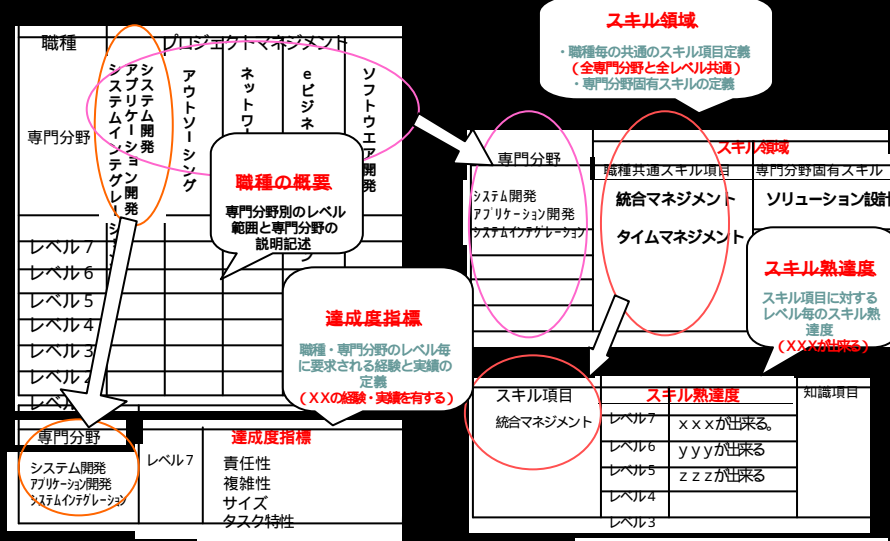 職種
プロジェクトマネジメント
専門分野
システム開発
アプリケーション開発
システムインテグレーション
アウトソーシング
ネットワ
eビジネ
ソフトウエア開発
レベル7
レベル6
レベル5
レベル4
レベル3
レベル2
レベル
職種の概要
専門分野別のレベル
範囲と専門分野の
説明記述
達成度指標
職種・専門分野のレベル毎
に要求される経験と実績の
定義
(XXの経験・実績を有する)
専門分野
システム開発
アプリケーション開発
システムインテグレーション
レベル7
達成度指標
責任性
複雑性
サイズ
タスク特性
スキル領域
・職種毎の共通のスキル項目定義
(全専門分野と全レベル共通)
・専門分野固有スキルの定義
専門分野
スキル領域
職種共通スキル項目
専門分野固有スキル
システム開発
アプリケーション開発
システムインテグレーション
統合マネジメント
タイムマネジメント
ソリューション設計
スキル熟達度
スキル項目に対する
レベル毎のスキル熟
達度
(XXXが出来る)
スキル項目
スキル熟達度
知識項目
統合マネジメント
レベル7 xxxが出来る。
レベル6 yyyが出来る
レベル5 zzzが出来る
レベル4
レベル3